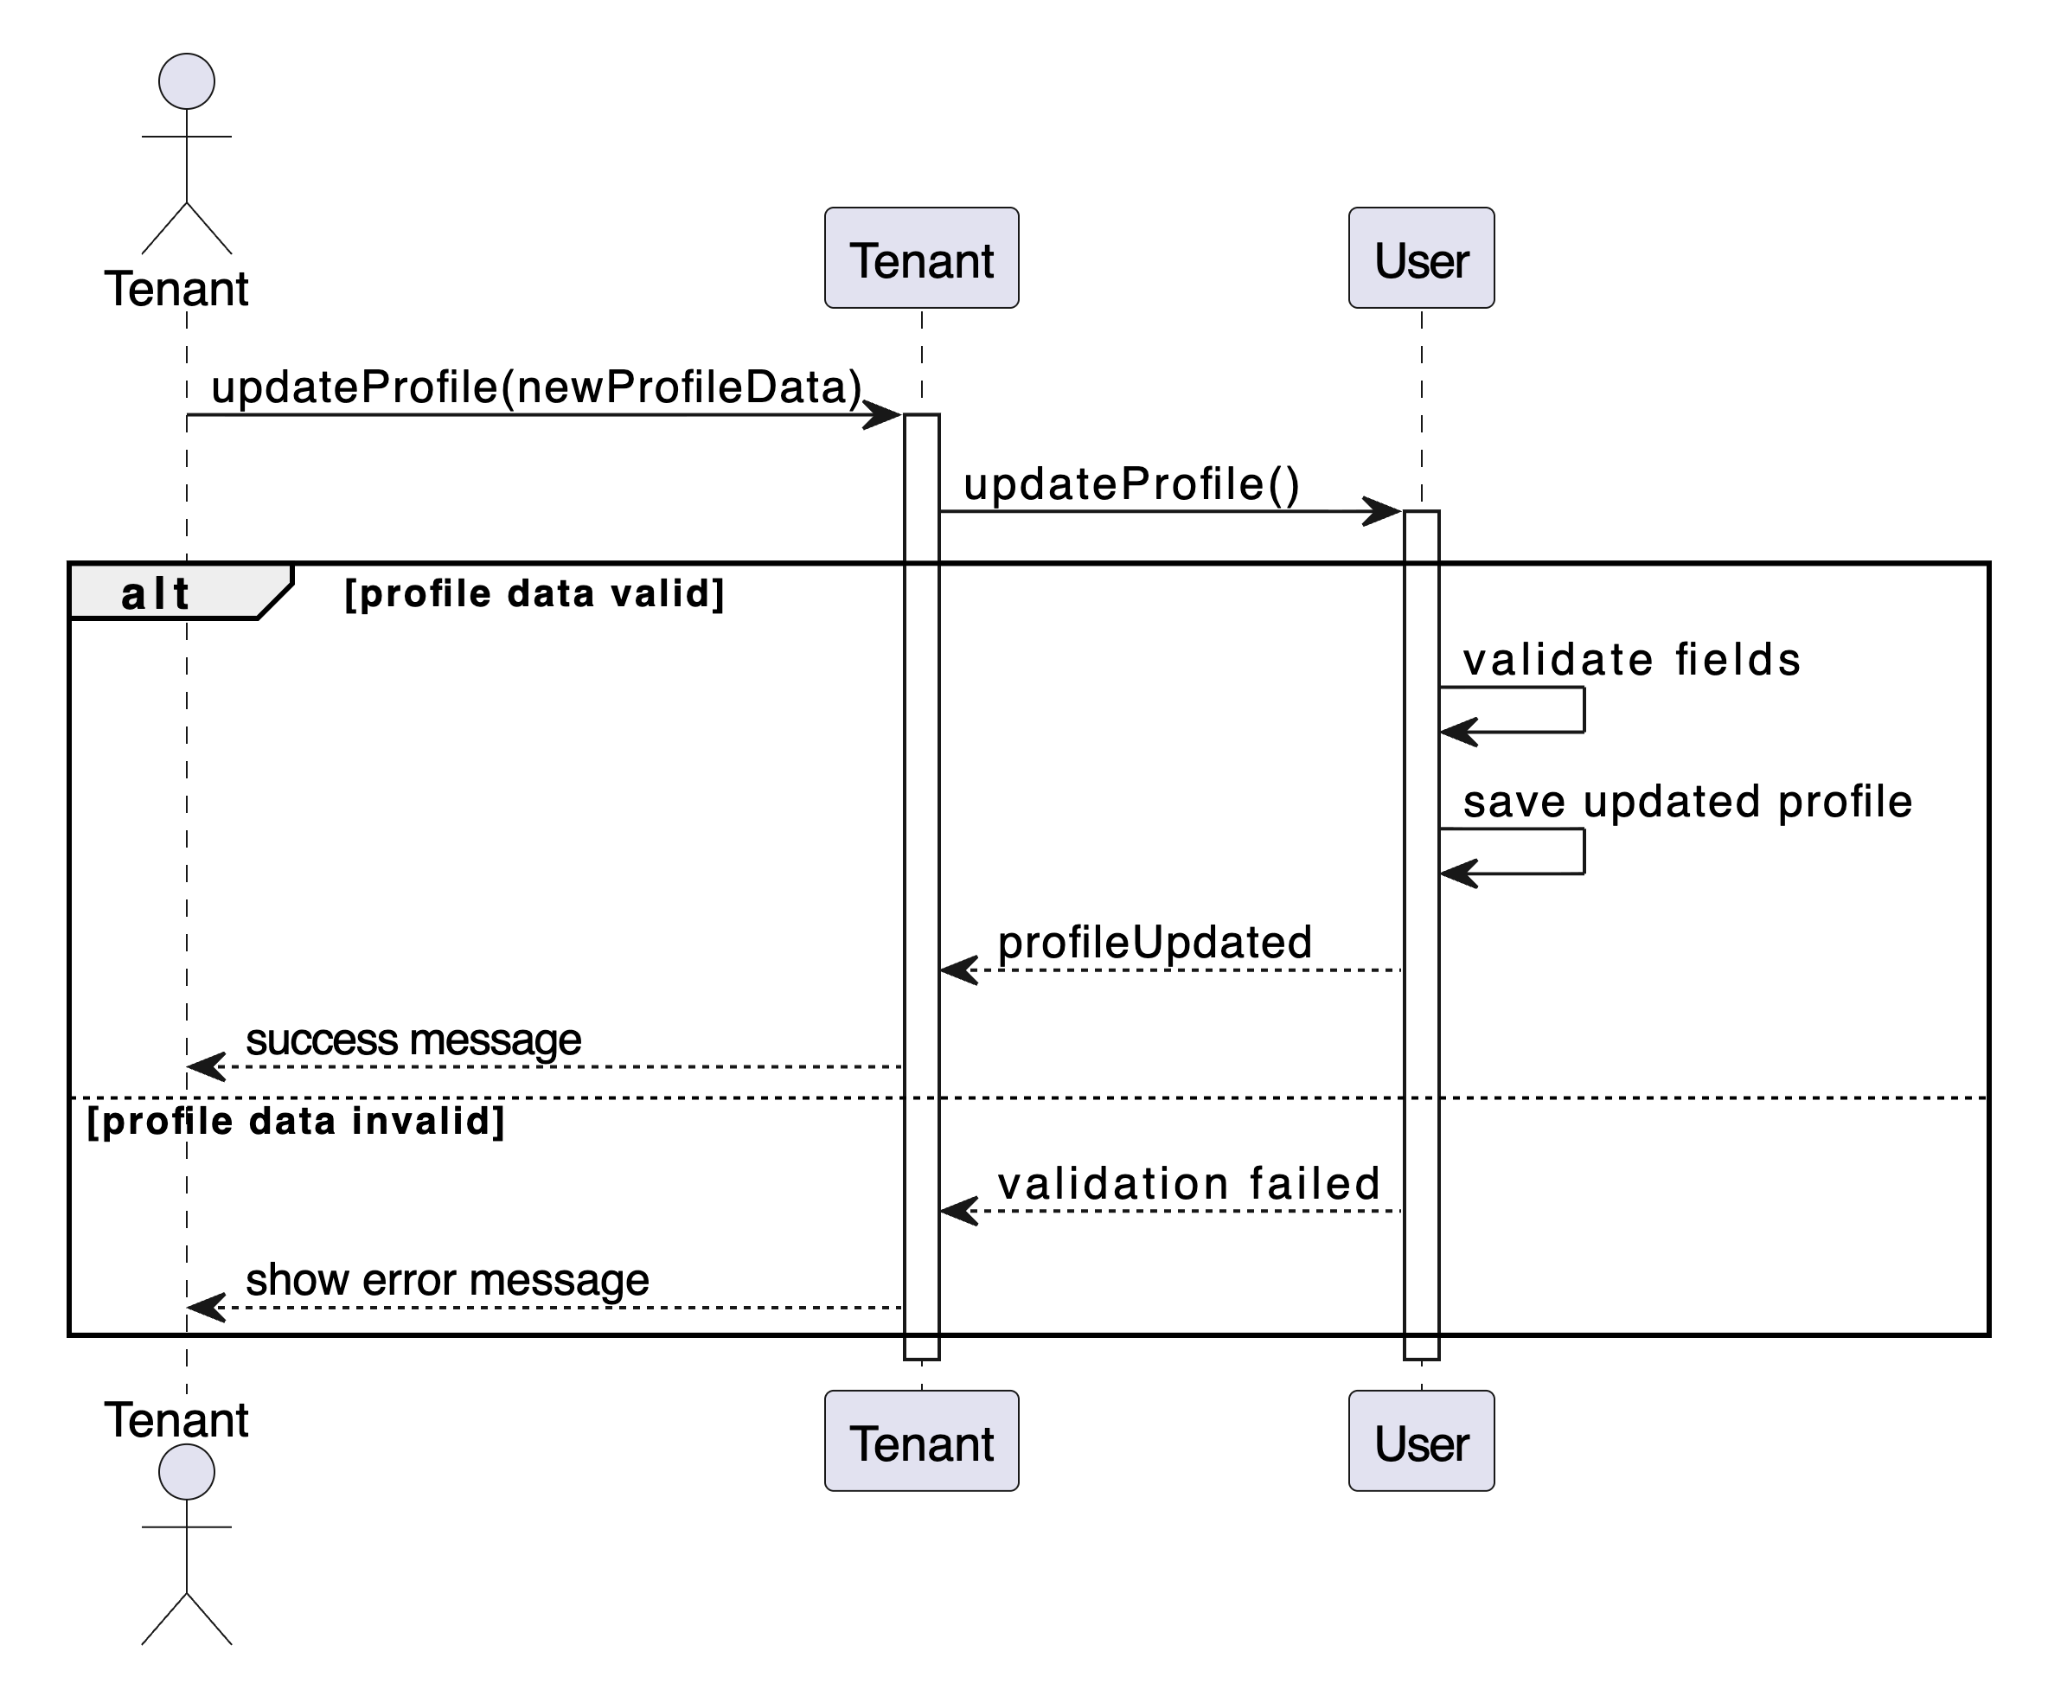 Tenant
Tenant
User
updateProfile(newProfileData)
updateProfile()
alt
[profile data valid]
validate fields
save updated profile
profileUpdated
success message
[profile data invalid]
validation failed
show error message
Tenant
Tenant
User